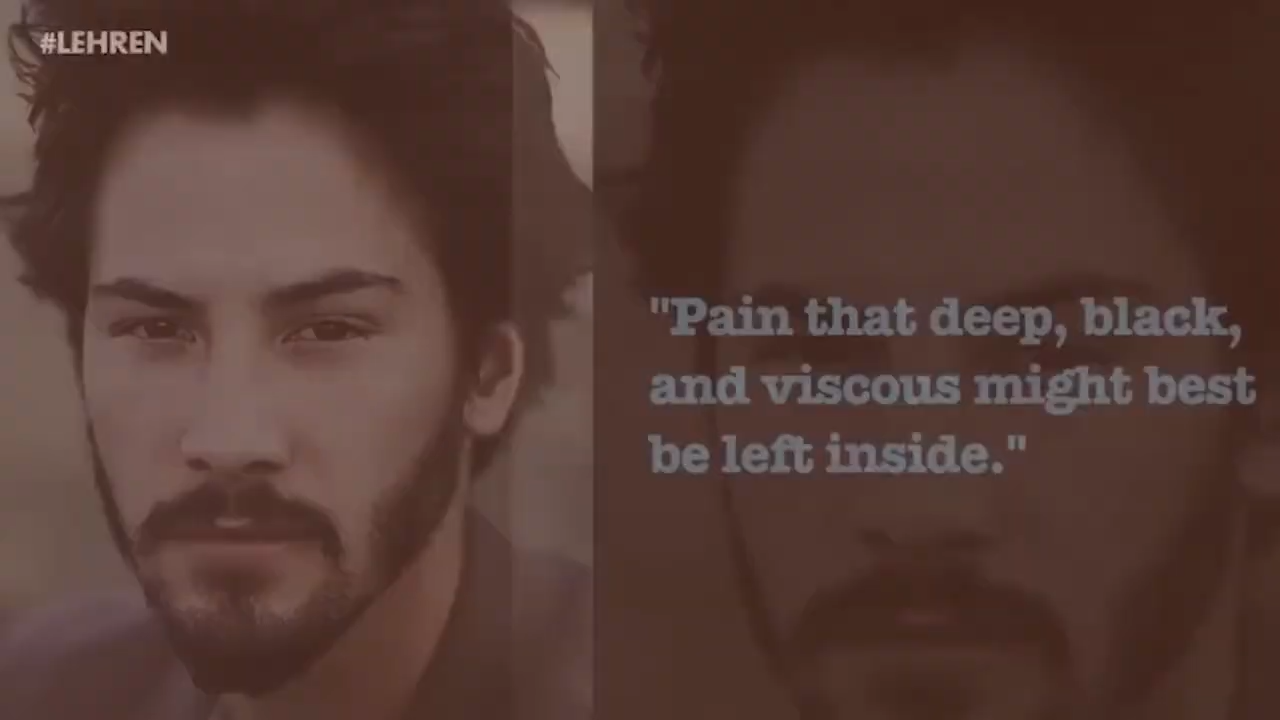 #LEHREN
"Pain that deep, black,
and viscous might best
be left inside."